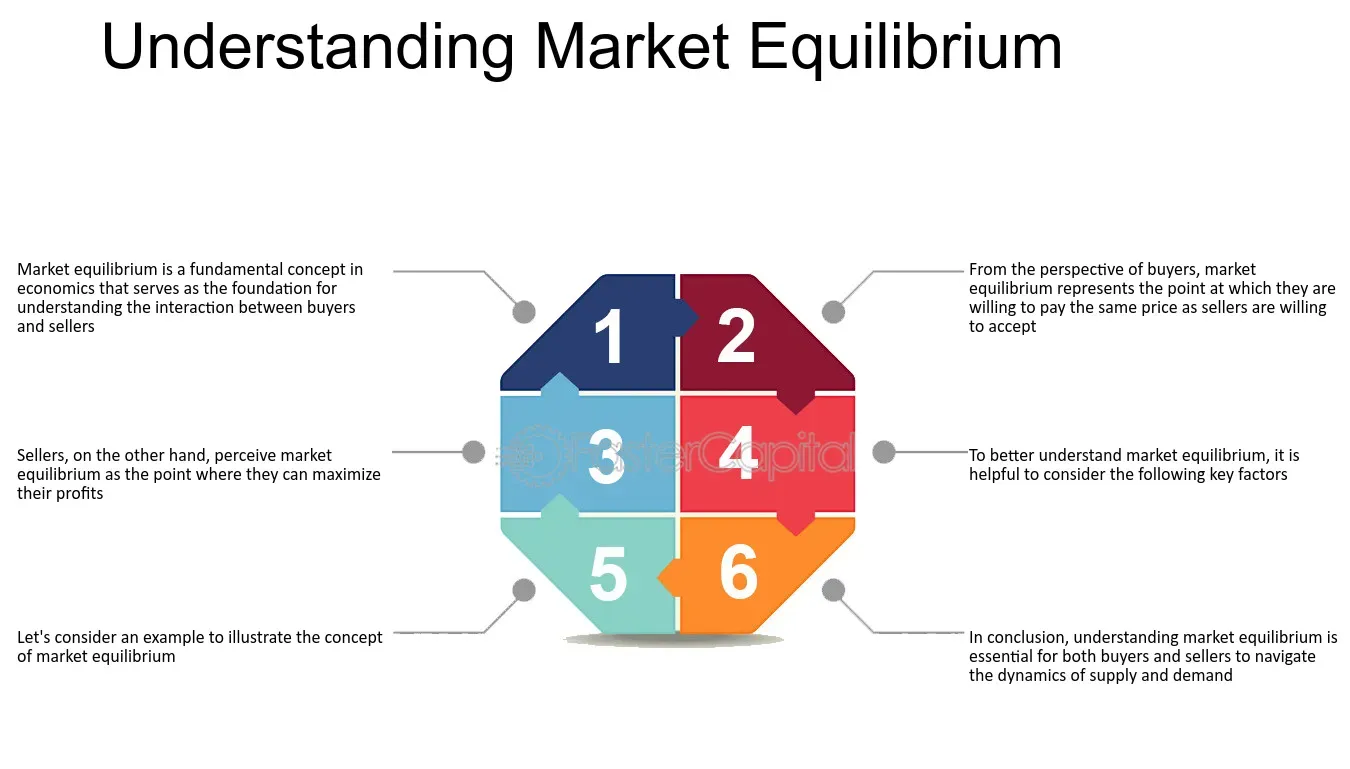 Understanding Market Equilibrium
Market equilibrium is a fundamental concept in
economics that serves as the foundation for
understanding the interaction between buyers
and sellers
1
2
From the perspective of buyers, market
equilibrium represents the point at which they are
willing to pay the same price as sellers are willing
to accept
Sellers, on the other hand, perceive market
equilibrium as the point where they can maximize
their profits
3
4
FasterCapital
To better understand market equilibrium, it is
helpful to consider the following key factors
Let's consider an example to illustrate the concept
of market equilibrium
5
6
In conclusion, understanding market equilibrium is
essential for both buyers and sellers to navigate
the dynamics of supply and demand